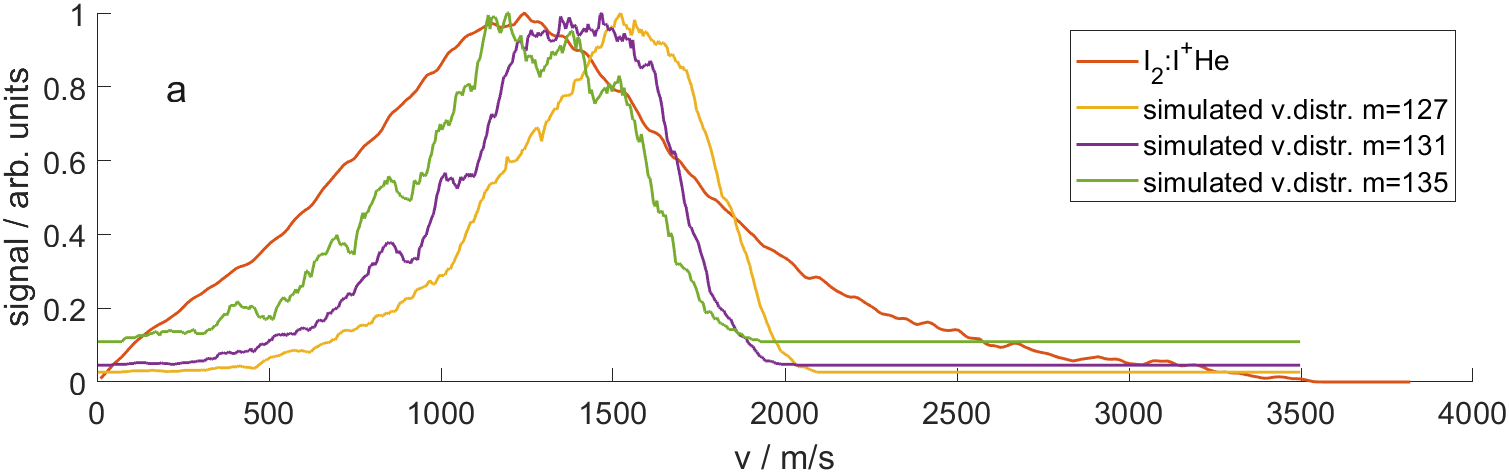 a
signal / arb. units
1
0.8
0.6
0.4
0.2
0
0 500 1000 1500 2000 2500 3000 3500 4000
v / m/s
I₂:I⁺He
simulated v.distr. m=127
simulated v.distr. m=131
simulated v.distr. m=135